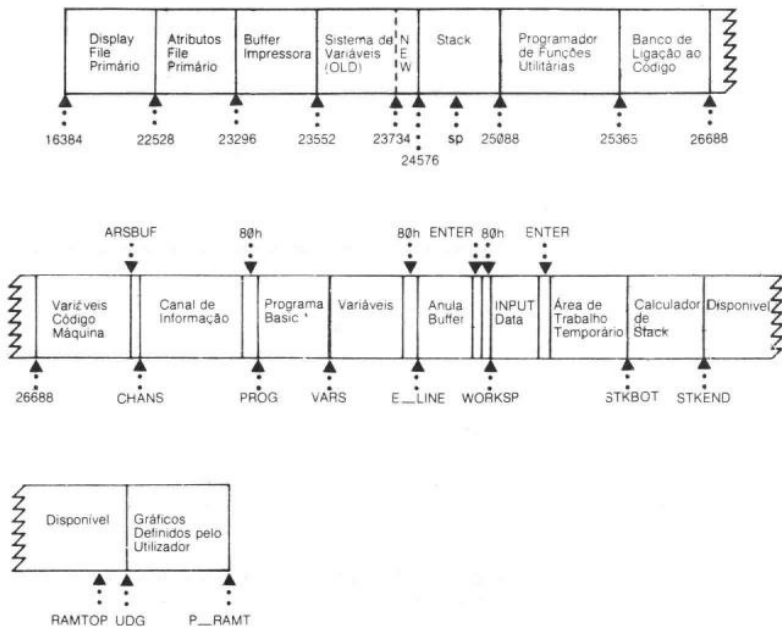 Display
File
Primário
Atributos
File
Primário
Buffer
Impressora
Sistema de
Variáveis
(OLD)
N
E
W
Stack
Programador
de Funções
Utilitárias
Banco de
Ligação ao
Código
16384
22528
23296
23552
23734
24576
sp
25088
25365
26688
ARSBUF
80h
80h
ENTER
80h
ENTER
Variáveis
Código
Máquina
Canal de
Informação
Programa
Basic
Variáveis
Anula
Buffer
INPUT
Data
Área de
Trabalho
Temporário
Calculador
de
Stack
Disponivel
26688
CHANS
PROG
VARS
E__LINE
WORKSP
STKBOT
STKEND
Disponível
Gráficos
Definidos pelo
Utilizador
RAMTOP
UDG
P__RAMT